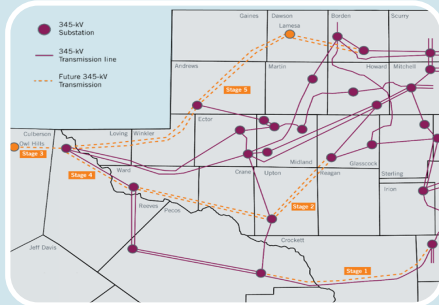 345-kV
Substation
345-kV
Transmission line
Future 345-kV
Transmission
Gaines
Dawson
Borden
Scurry
Lamesa
Andrews
Martin
Howard
Mitchell
Stage 5
Ector
Culberson
Loving
Winkler
Owl Hills
Stage 3
Midland
Glasscock
Stage 4
Ward
Crane
Upton
Reagan
Sterling
Irion
Reeves
Pecos
Stage 2
Jeff Davis
Crockett
Stage 1